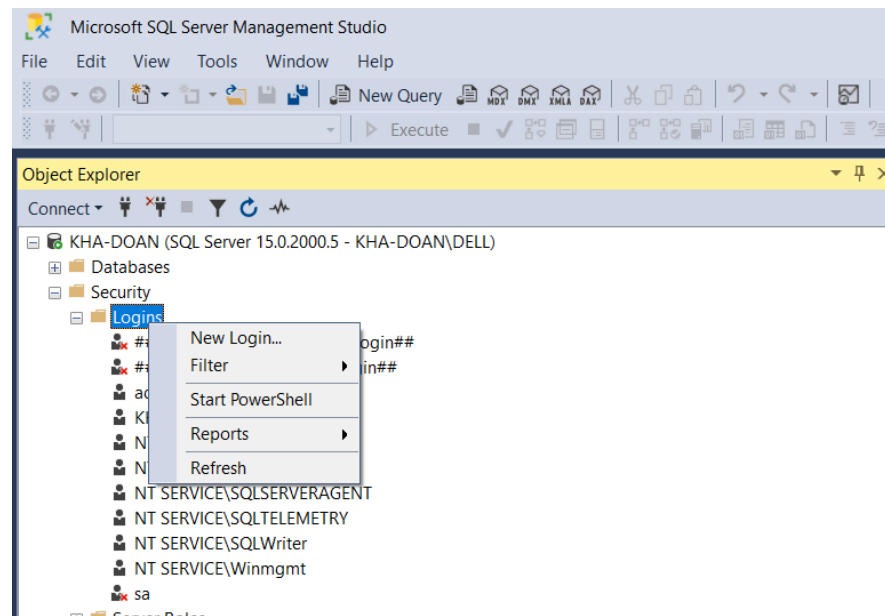 Microsoft SQL Server Management Studio
File Edit View Tools Window Help
New Query MDX DMX XMLA DAX
Execute
Object Explorer
Connect
KHA-DOAN (SQL Server 15.0.2000.5 - KHA-DOAN\DELL)
Databases
Security
Logins
New Login...
Filter
Start PowerShell
Reports
Refresh
## ogin##
## in##
NT SERVICE\SQLSERVERAGENT
NT SERVICE\SQLTELEMETRY
NT SERVICE\SQLWriter
NT SERVICE\Winmgmt
sa
Server Roles